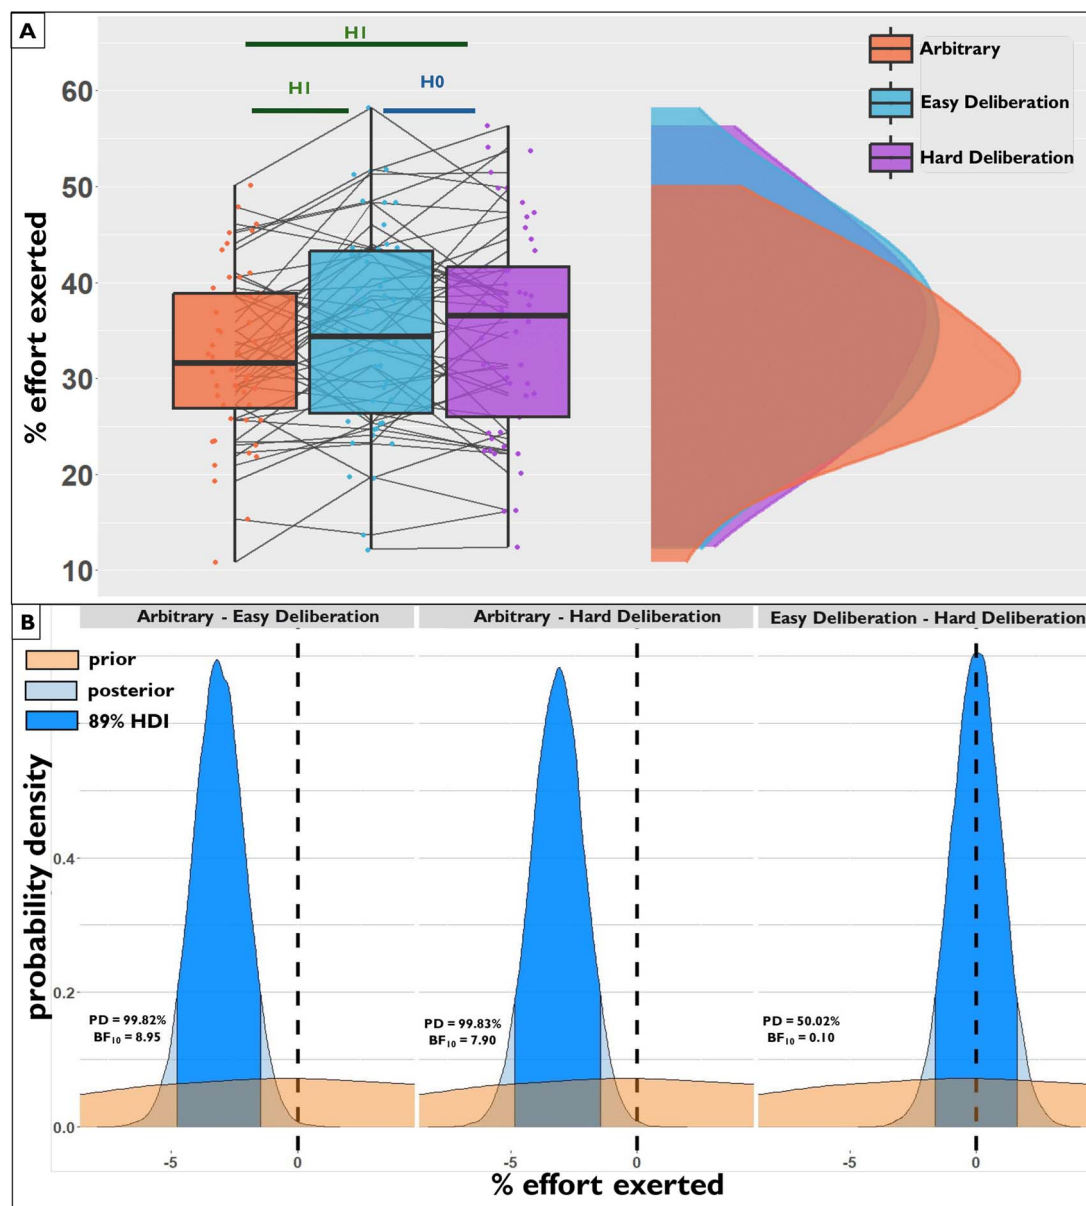 A
H1
H1
H0
Arbitrary
Easy Deliberation
Hard Deliberation
% effort exerted
60
50
40
30
20
10
B
Arbitrary - Easy Deliberation
Arbitrary - Hard Deliberation
Easy Deliberation - Hard Deliberation
prior
posterior
89% HDI
probability density
0.4
0.2
0.0
PD = 99.82%
BF₁₀ = 8.95
PD = 99.83%
BF₁₀ = 7.90
PD = 50.02%
BF₁₀ = 0.10
-5 0
-5 0
-5 0
% effort exerted